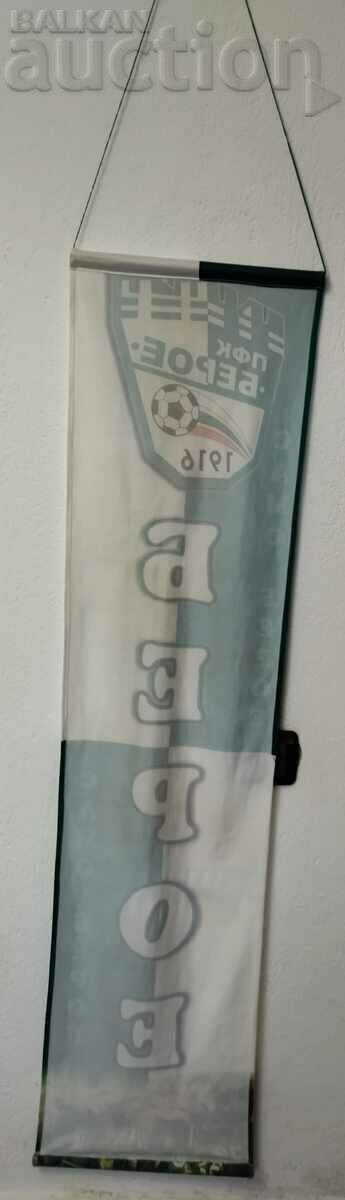 BALKAN
auction
ПФК
·БЕРОЕ·
1916
Б
Е
Р
О
Е